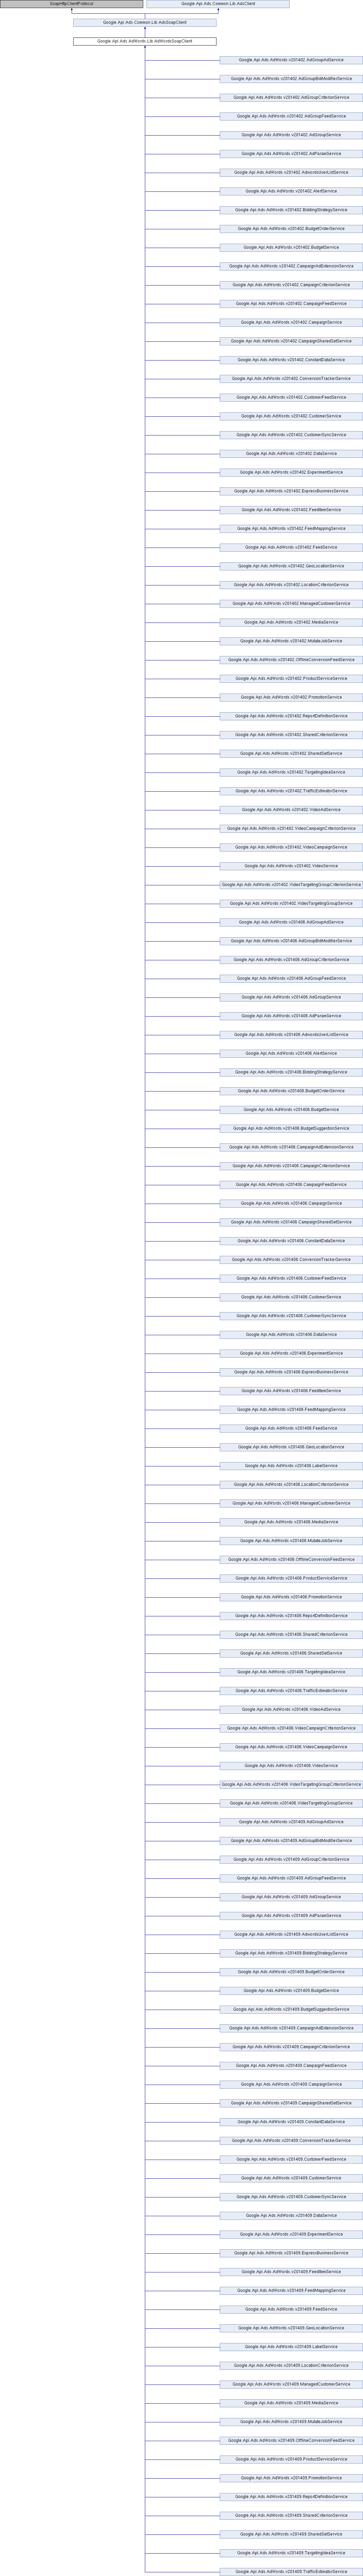 SoapHttpClientProtocol
Google.Api.Ads.Common.Lib.AdsClient
Google.Api.Ads.Common.Lib.AdsSoapClient
Google.Api.Ads.AdWords.Lib.AdWordsSoapClient
Google.Api.Ads.AdWords.v201402.AdGroupAdService
Google.Api.Ads.AdWords.v201402.AdGroupBidModifierService
Google.Api.Ads.AdWords.v201402.AdGroupCriterionService
Google.Api.Ads.AdWords.v201402.AdGroupFeedService
Google.Api.Ads.AdWords.v201402.AdGroupService
Google.Api.Ads.AdWords.v201402.AdParamService
Google.Api.Ads.AdWords.v201402.AdwordsUserListService
Google.Api.Ads.AdWords.v201402.AlertService
Google.Api.Ads.AdWords.v201402.BiddingStrategyService
Google.Api.Ads.AdWords.v201402.BudgetOrderService
Google.Api.Ads.AdWords.v201402.BudgetService
Google.Api.Ads.AdWords.v201402.CampaignAdExtensionService
Google.Api.Ads.AdWords.v201402.CampaignCriterionService
Google.Api.Ads.AdWords.v201402.CampaignFeedService
Google.Api.Ads.AdWords.v201402.CampaignService
Google.Api.Ads.AdWords.v201402.CampaignSharedSetService
Google.Api.Ads.AdWords.v201402.ConstantDataService
Google.Api.Ads.AdWords.v201402.ConversionTrackerService
Google.Api.Ads.AdWords.v201402.CustomerFeedService
Google.Api.Ads.AdWords.v201402.CustomerService
Google.Api.Ads.AdWords.v201402.CustomerSyncService
Google.Api.Ads.AdWords.v201402.DataService
Google.Api.Ads.AdWords.v201402.ExperimentService
Google.Api.Ads.AdWords.v201402.ExpressBusinessService
Google.Api.Ads.AdWords.v201402.FeedItemService
Google.Api.Ads.AdWords.v201402.FeedMappingService
Google.Api.Ads.AdWords.v201402.FeedService
Google.Api.Ads.AdWords.v201402.GeoLocationService
Google.Api.Ads.AdWords.v201402.LocationCriterionService
Google.Api.Ads.AdWords.v201402.ManagedCustomerService
Google.Api.Ads.AdWords.v201402.MediaService
Google.Api.Ads.AdWords.v201402.MutateJobService
Google.Api.Ads.AdWords.v201402.OfflineConversionFeedService
Google.Api.Ads.AdWords.v201402.ProductServiceService
Google.Api.Ads.AdWords.v201402.PromotionService
Google.Api.Ads.AdWords.v201402.ReportDefinitionService
Google.Api.Ads.AdWords.v201402.SharedCriterionService
Google.Api.Ads.AdWords.v201402.SharedSetService
Google.Api.Ads.AdWords.v201402.TargetingIdeaService
Google.Api.Ads.AdWords.v201402.TrafficEstimatorService
Google.Api.Ads.AdWords.v201402.VideoAdService
Google.Api.Ads.AdWords.v201402.VideoCampaignCriterionService
Google.Api.Ads.AdWords.v201402.VideoCampaignService
Google.Api.Ads.AdWords.v201402.VideoService
Google.Api.Ads.AdWords.v201402.VideoTargetingGroupCriterionService
Google.Api.Ads.AdWords.v201402.VideoTargetingGroupService
Google.Api.Ads.AdWords.v201406.AdGroupAdService
Google.Api.Ads.AdWords.v201406.AdGroupBidModifierService
Google.Api.Ads.AdWords.v201406.AdGroupCriterionService
Google.Api.Ads.AdWords.v201406.AdGroupFeedService
Google.Api.Ads.AdWords.v201406.AdGroupService
Google.Api.Ads.AdWords.v201406.AdParamService
Google.Api.Ads.AdWords.v201406.AdwordsUserListService
Google.Api.Ads.AdWords.v201406.AlertService
Google.Api.Ads.AdWords.v201406.BiddingStrategyService
Google.Api.Ads.AdWords.v201406.BudgetOrderService
Google.Api.Ads.AdWords.v201406.BudgetService
Google.Api.Ads.AdWords.v201406.BudgetSuggestionService
Google.Api.Ads.AdWords.v201406.CampaignAdExtensionService
Google.Api.Ads.AdWords.v201406.CampaignCriterionService
Google.Api.Ads.AdWords.v201406.CampaignFeedService
Google.Api.Ads.AdWords.v201406.CampaignService
Google.Api.Ads.AdWords.v201406.CampaignSharedSetService
Google.Api.Ads.AdWords.v201406.ConstantDataService
Google.Api.Ads.AdWords.v201406.ConversionTrackerService
Google.Api.Ads.AdWords.v201406.CustomerFeedService
Google.Api.Ads.AdWords.v201406.CustomerService
Google.Api.Ads.AdWords.v201406.CustomerSyncService
Google.Api.Ads.AdWords.v201406.DataService
Google.Api.Ads.AdWords.v201406.ExperimentService
Google.Api.Ads.AdWords.v201406.ExpressBusinessService
Google.Api.Ads.AdWords.v201406.FeedItemService
Google.Api.Ads.AdWords.v201406.FeedMappingService
Google.Api.Ads.AdWords.v201406.FeedService
Google.Api.Ads.AdWords.v201406.GeoLocationService
Google.Api.Ads.AdWords.v201406.LabelService
Google.Api.Ads.AdWords.v201406.LocationCriterionService
Google.Api.Ads.AdWords.v201406.ManagedCustomerService
Google.Api.Ads.AdWords.v201406.MediaService
Google.Api.Ads.AdWords.v201406.MutateJobService
Google.Api.Ads.AdWords.v201406.OfflineConversionFeedService
Google.Api.Ads.AdWords.v201406.ProductServiceService
Google.Api.Ads.AdWords.v201406.PromotionService
Google.Api.Ads.AdWords.v201406.ReportDefinitionService
Google.Api.Ads.AdWords.v201406.SharedCriterionService
Google.Api.Ads.AdWords.v201406.SharedSetService
Google.Api.Ads.AdWords.v201406.TargetingIdeaService
Google.Api.Ads.AdWords.v201406.TrafficEstimatorService
Google.Api.Ads.AdWords.v201406.VideoAdService
Google.Api.Ads.AdWords.v201406.VideoCampaignCriterionService
Google.Api.Ads.AdWords.v201406.VideoCampaignService
Google.Api.Ads.AdWords.v201406.VideoService
Google.Api.Ads.AdWords.v201406.VideoTargetingGroupCriterionService
Google.Api.Ads.AdWords.v201406.VideoTargetingGroupService
Google.Api.Ads.AdWords.v201409.AdGroupAdService
Google.Api.Ads.AdWords.v201409.AdGroupBidModifierService
Google.Api.Ads.AdWords.v201409.AdGroupCriterionService
Google.Api.Ads.AdWords.v201409.AdGroupFeedService
Google.Api.Ads.AdWords.v201409.AdGroupService
Google.Api.Ads.AdWords.v201409.AdParamService
Google.Api.Ads.AdWords.v201409.AdwordsUserListService
Google.Api.Ads.AdWords.v201409.BiddingStrategyService
Google.Api.Ads.AdWords.v201409.BudgetOrderService
Google.Api.Ads.AdWords.v201409.BudgetService
Google.Api.Ads.AdWords.v201409.BudgetSuggestionService
Google.Api.Ads.AdWords.v201409.CampaignAdExtensionService
Google.Api.Ads.AdWords.v201409.CampaignCriterionService
Google.Api.Ads.AdWords.v201409.CampaignFeedService
Google.Api.Ads.AdWords.v201409.CampaignService
Google.Api.Ads.AdWords.v201409.CampaignSharedSetService
Google.Api.Ads.AdWords.v201409.ConstantDataService
Google.Api.Ads.AdWords.v201409.ConversionTrackerService
Google.Api.Ads.AdWords.v201409.CustomerFeedService
Google.Api.Ads.AdWords.v201409.CustomerService
Google.Api.Ads.AdWords.v201409.CustomerSyncService
Google.Api.Ads.AdWords.v201409.DataService
Google.Api.Ads.AdWords.v201409.ExperimentService
Google.Api.Ads.AdWords.v201409.ExpressBusinessService
Google.Api.Ads.AdWords.v201409.FeedItemService
Google.Api.Ads.AdWords.v201409.FeedMappingService
Google.Api.Ads.AdWords.v201409.FeedService
Google.Api.Ads.AdWords.v201409.GeoLocationService
Google.Api.Ads.AdWords.v201409.LabelService
Google.Api.Ads.AdWords.v201409.LocationCriterionService
Google.Api.Ads.AdWords.v201409.ManagedCustomerService
Google.Api.Ads.AdWords.v201409.MediaService
Google.Api.Ads.AdWords.v201409.MutateJobService
Google.Api.Ads.AdWords.v201409.OfflineConversionFeedService
Google.Api.Ads.AdWords.v201409.ProductServiceService
Google.Api.Ads.AdWords.v201409.PromotionService
Google.Api.Ads.AdWords.v201409.ReportDefinitionService
Google.Api.Ads.AdWords.v201409.SharedCriterionService
Google.Api.Ads.AdWords.v201409.SharedSetService
Google.Api.Ads.AdWords.v201409.TargetingIdeaService
Google.Api.Ads.AdWords.v201409.TrafficEstimatorService